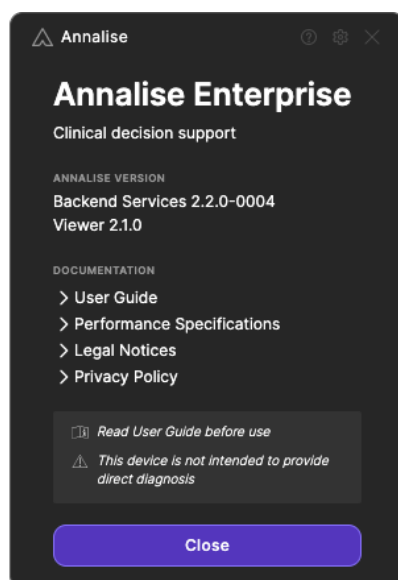 Annalise
Annalise Enterprise
Clinical decision support
ANNALISE VERSION
Backend Services 2.2.0-0004
Viewer 2.1.0
DOCUMENTATION
User Guide
Performance Specifications
Legal Notices
Privacy Policy
Read User Guide before use
This device is not intended to provide
direct diagnosis
Close